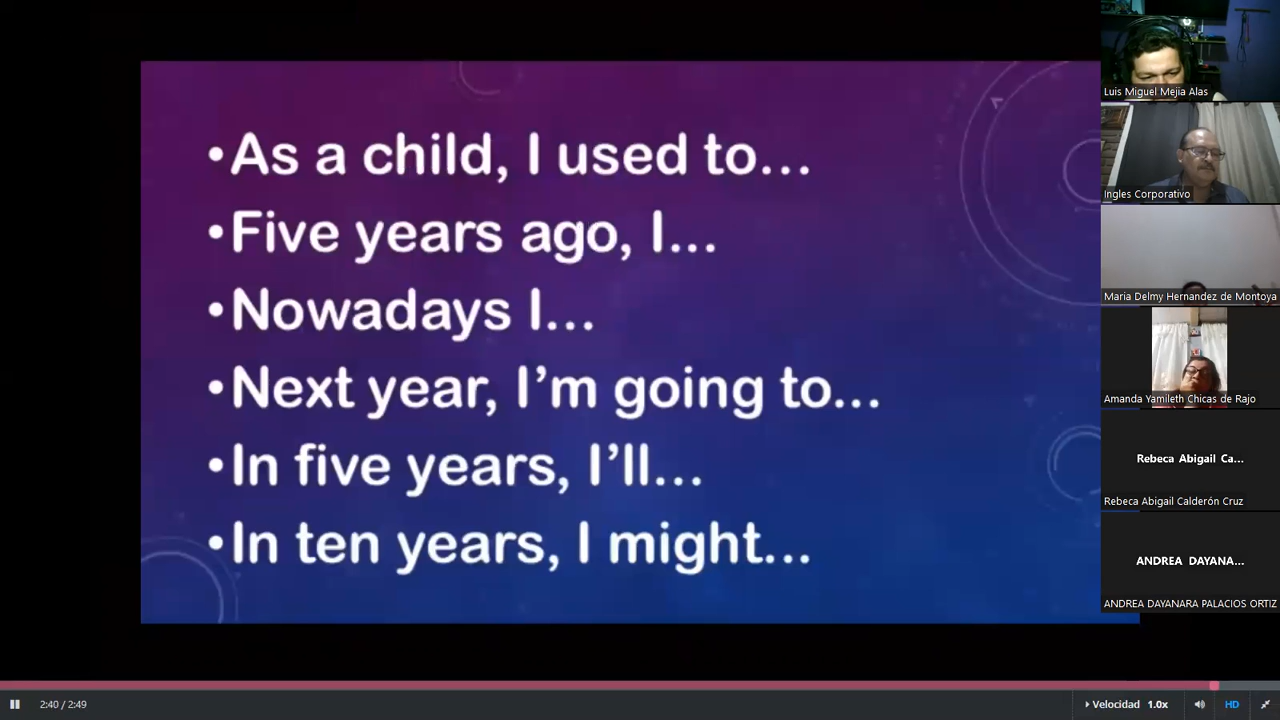 •As a child, I used to...
•Five years ago, I...
•Nowadays I...
•Next year, I'm going to...
•In five years, I'll...
•In ten years, I might...
Luis Miguel Mejia Alas
Ingles Corporativo
Maria Delmy Hernandez de Montoya
Amanda Yamileth Chicas de Rajo
Rebeca Abigail Ca...
Rebeca Abigail Calderón Cruz
ANDREA DAYANA...
ANDREA DAYANARA PALACIOS ORTIZ
2:40 / 2:49
Velocidad 1.0x
HD